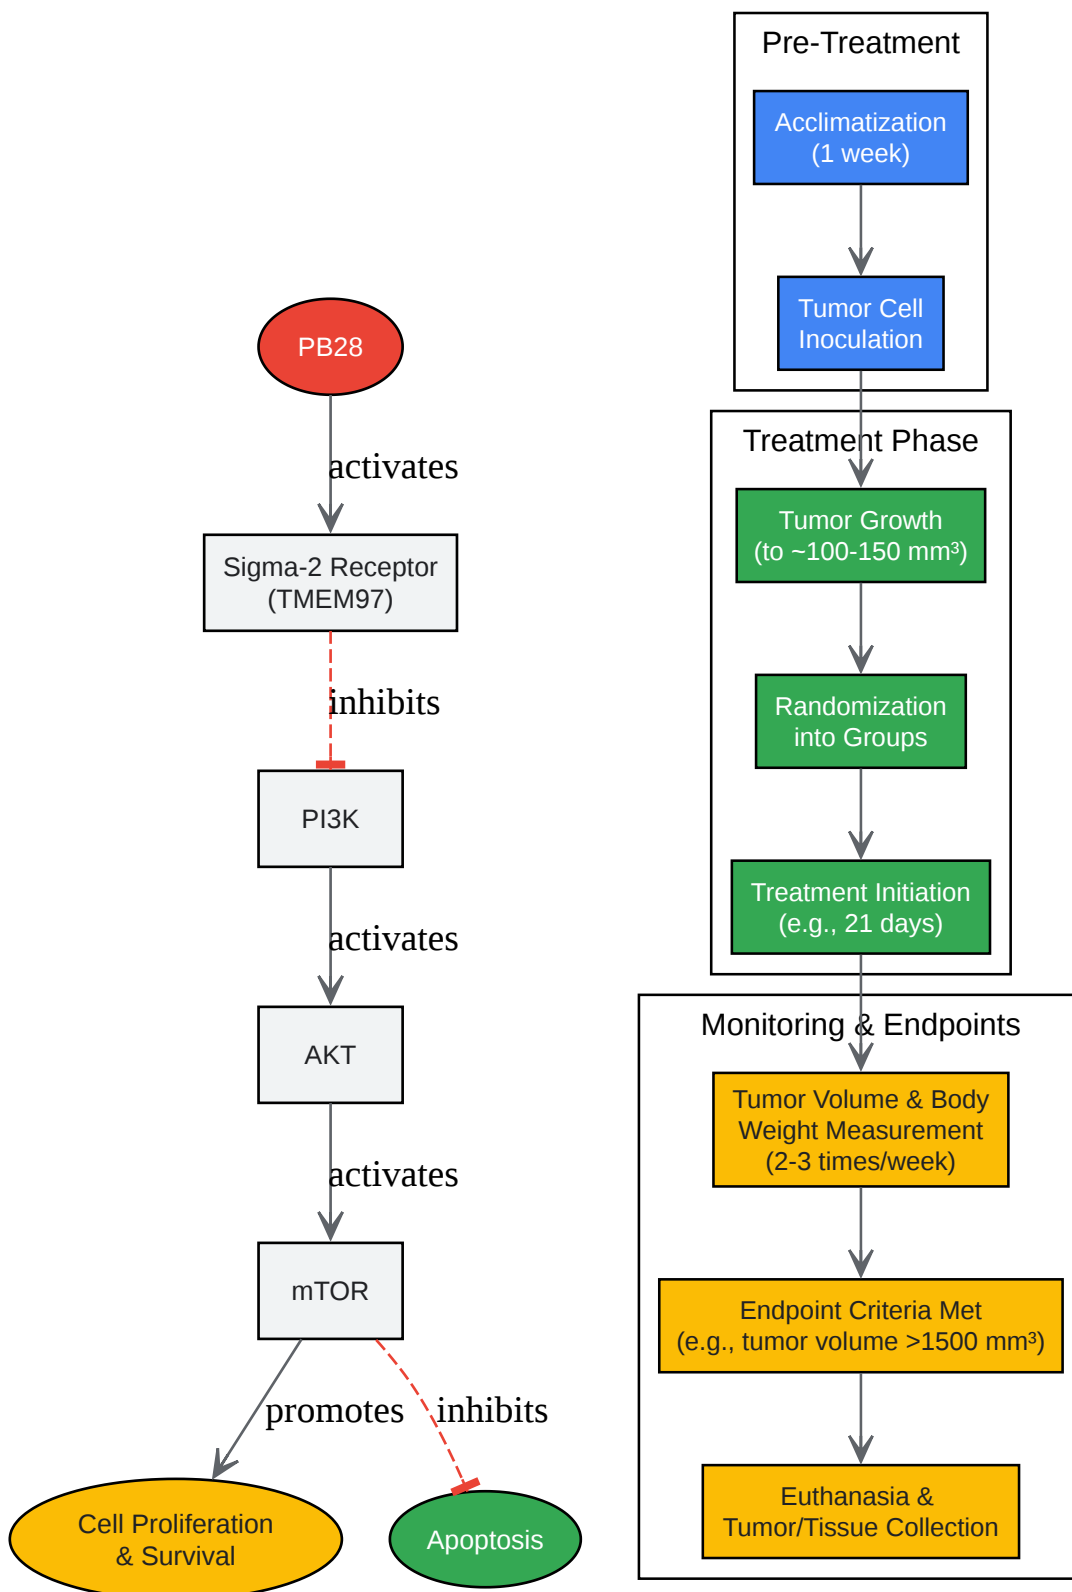 PB28
activates
Sigma-2 Receptor
(TMEM97)
inhibits
PI3K
activates
AKT
activates
mTOR
promotes
inhibits
Cell Proliferation
& Survival
Apoptosis
Pre-Treatment
Acclimatization
(1 week)
Tumor Cell
Inoculation
Treatment Phase
Tumor Growth
(to ~100-150 mm³)
Randomization
into Groups
Treatment Initiation
(e.g., 21 days)
Monitoring & Endpoints
Tumor Volume & Body
Weight Measurement
(2-3 times/week)
Endpoint Criteria Met
(e.g., tumor volume >1500 mm³)
Euthanasia &
Tumor/Tissue Collection